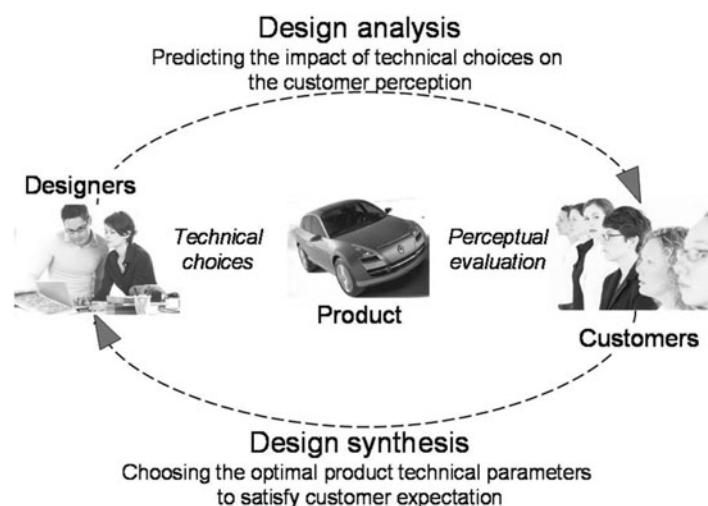 Design analysis
Predicting the impact of technical choices on
the customer perception
Designers
Technical
choices
Perceptual
evaluation
Product
Customers
Design synthesis
Choosing the optimal product technical parameters
to satisfy customer expectation